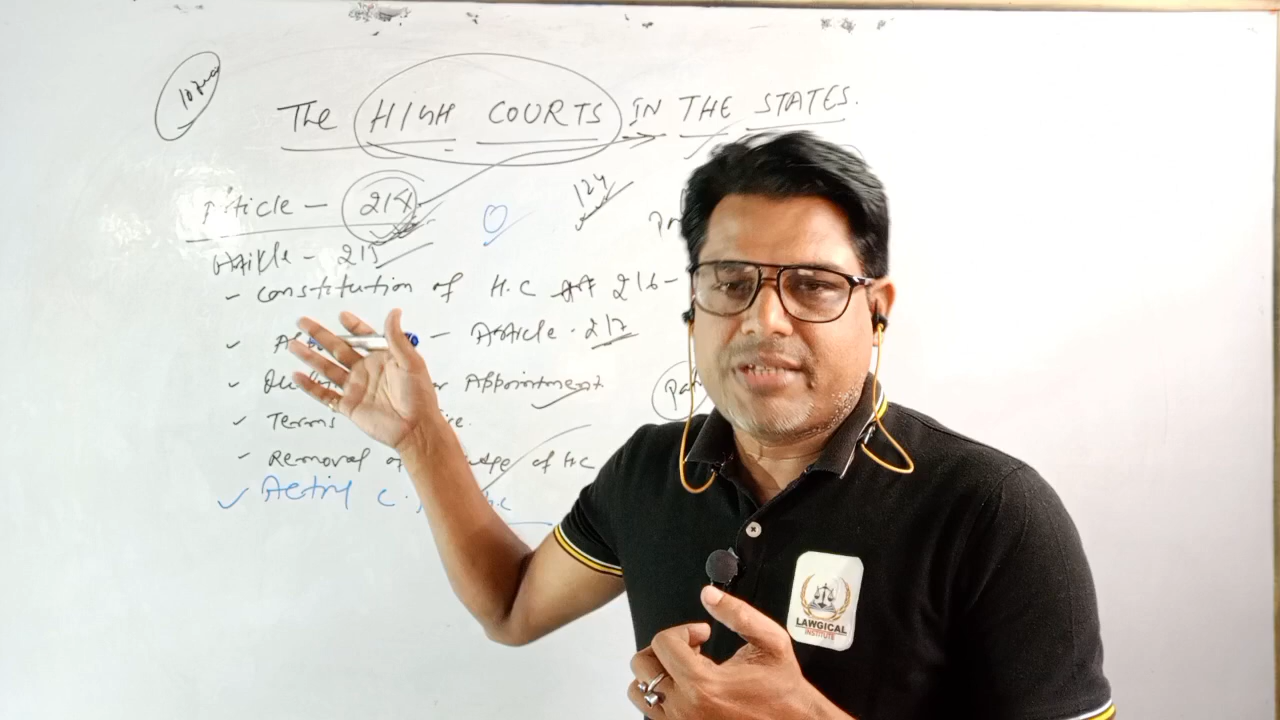 10 year
The HIGH COURTS IN THE STATES.
Article - 214
124
Article - 215
- Constitution of H.C Art 216 -
- Article. 217
- Appointment
- Terms
- Removal of Judge of HC
✓ Acting C.J
LAWGICAL
INSTITUTE